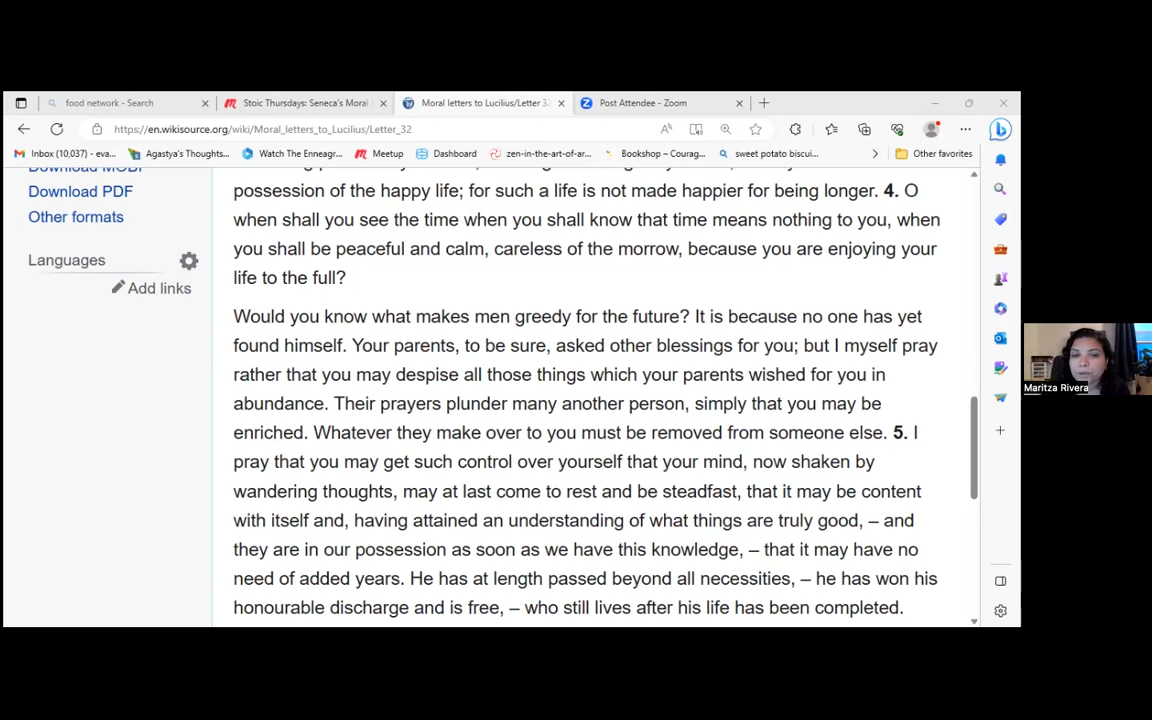 food network - Search
Stoic Thursdays: Seneca's Moral
Moral letters to Lucilius/Letter 32
Post Attendee - Zoom
https://en.wikisource.org/wiki/Moral_letters_to_Lucilius/Letter_32
Inbox (10,037) - eva...
Agastya's Thoughts...
Watch The Enneagr...
Meetup
Dashboard
zen-in-the-art-of-ar...
Bookshop – Courag...
sweet potato biscui...
Other favorites
Download MOBI
Download PDF
Other formats
Languages
Add links
possession of the happy life; for such a life is not made happier for being longer. 4. O
when shall you see the time when you shall know that time means nothing to you, when
you shall be peaceful and calm, careless of the morrow, because you are enjoying your
life to the full?
Would you know what makes men greedy for the future? It is because no one has yet
found himself. Your parents, to be sure, asked other blessings for you; but I myself pray
rather that you may despise all those things which your parents wished for you in
abundance. Their prayers plunder many another person, simply that you may be
enriched. Whatever they make over to you must be removed from someone else. 5. I
pray that you may get such control over yourself that your mind, now shaken by
wandering thoughts, may at last come to rest and be steadfast, that it may be content
with itself and, having attained an understanding of what things are truly good, – and
they are in our possession as soon as we have this knowledge, – that it may have no
need of added years. He has at length passed beyond all necessities, – he has won his
honourable discharge and is free, – who still lives after his life has been completed.
Maritza Rivera